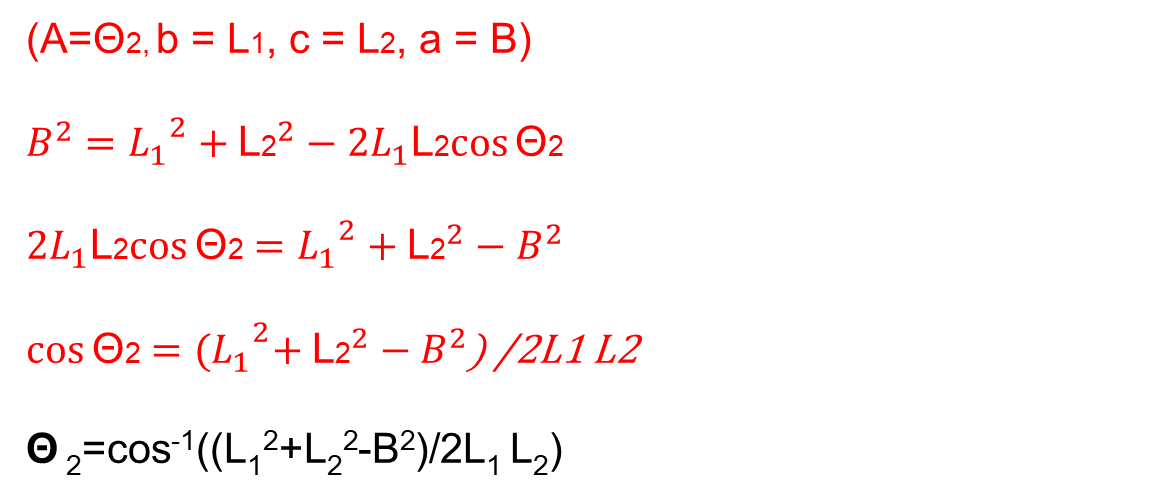 (A=Θ₂, b = L₁, c = L₂, a = B)
B² = L₁² + L₂² − 2L₁L₂cos Θ₂
2L₁L₂cos Θ₂ = L₁² + L₂² − B²
cos Θ₂ = (L₁²+ L₂² − B²)/2L1 L2
Θ ₂=cos⁻¹((L₁²+L₂²-B²)/2L₁ L₂)